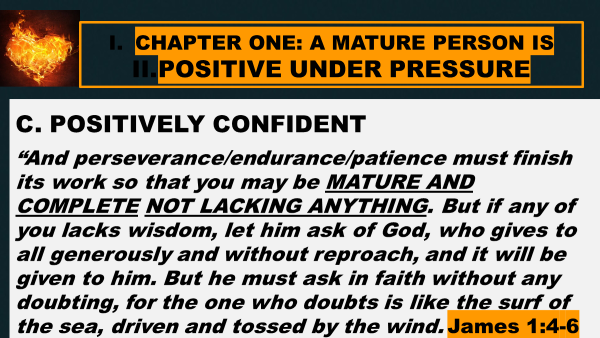 I. CHAPTER ONE: A MATURE PERSON IS
II.POSITIVE UNDER PRESSURE
C. POSITIVELY CONFIDENT
“And perseverance/endurance/patience must finish
its work so that you may be MATURE AND
COMPLETE NOT LACKING ANYTHING. But if any of
you lacks wisdom, let him ask of God, who gives to
all generously and without reproach, and it will be
given to him. But he must ask in faith without any
doubting, for the one who doubts is like the surf of
the sea, driven and tossed by the wind. James 1:4-6